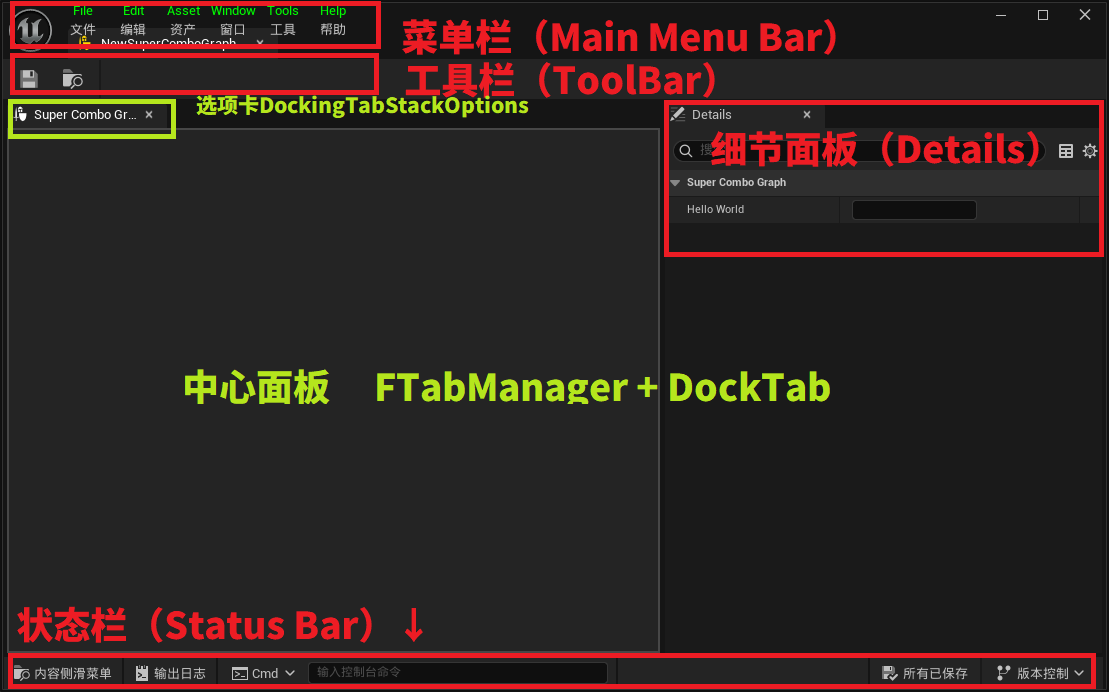 File Edit Asset Window Tools Help
文件 编辑 资产 窗口 工具 帮助
NewSuperComboGraph
菜单栏（Main Menu Bar）
工具栏（ToolBar）
Super Combo Gr...
选项卡DockingTabStackOptions
Details
搜
细节面板（Details）
Super Combo Graph
Hello World
中心面板 FTabManager + DockTab
状态栏（Status Bar）↓
内容侧滑菜单 输出日志 Cmd 输入控制台命令 所有已保存 版本控制